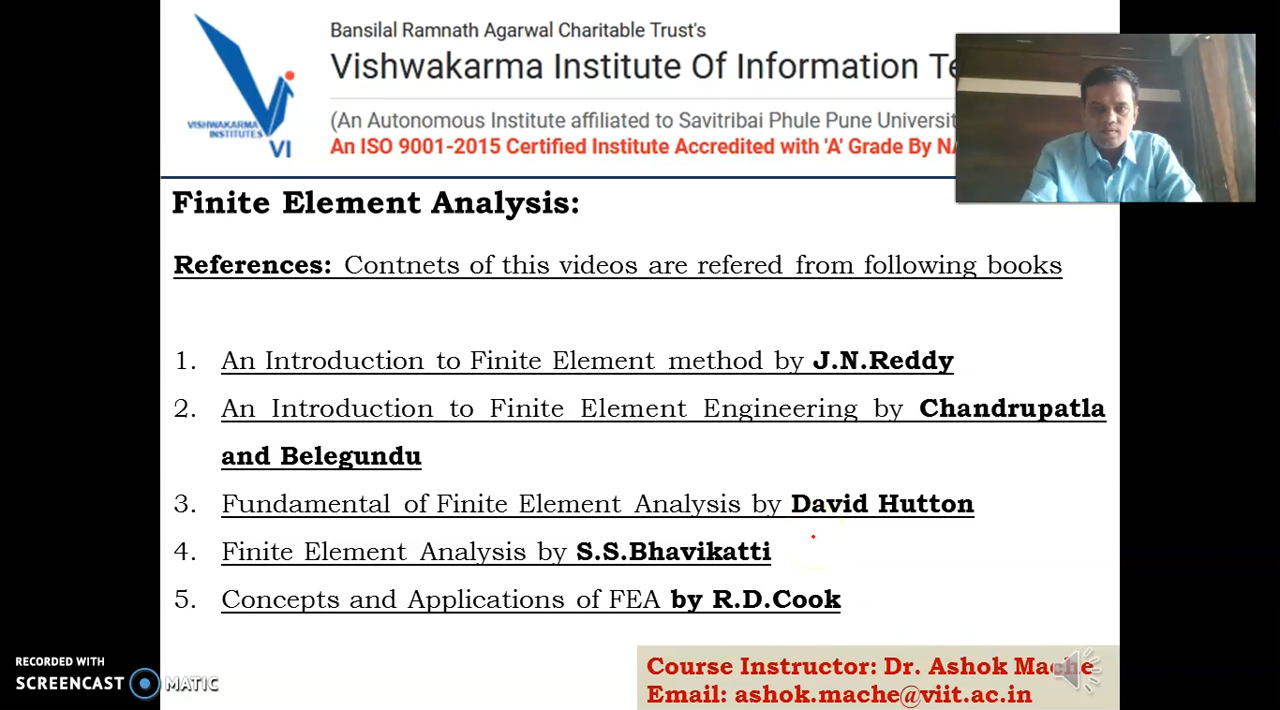 Bansilal Ramnath Agarwal Charitable Trust's
Vishwakarma Institute Of Information
(An Autonomous Institute affiliated to Savitribai Phule Pune
An ISO 9001-2015 Certified Institute Accredited with 'A' Grade By
VISHWAKARMA
INSTITUTES
VI
Finite Element Analysis:
References: Contnets of this videos are refered from following books
1. An Introduction to Finite Element method by J.N.Reddy
2. An Introduction to Finite Element Engineering by Chandrupatla
and Belegundu
3. Fundamental of Finite Element Analysis by David Hutton
4. Finite Element Analysis by S.S.Bhavikatti
5. Concepts and Applications of FEA by R.D.Cook
Course Instructor: Dr. Ashok Mache
Email: ashok.mache@viit.ac.in
RECORDED WITH
SCREENCAST MATIC